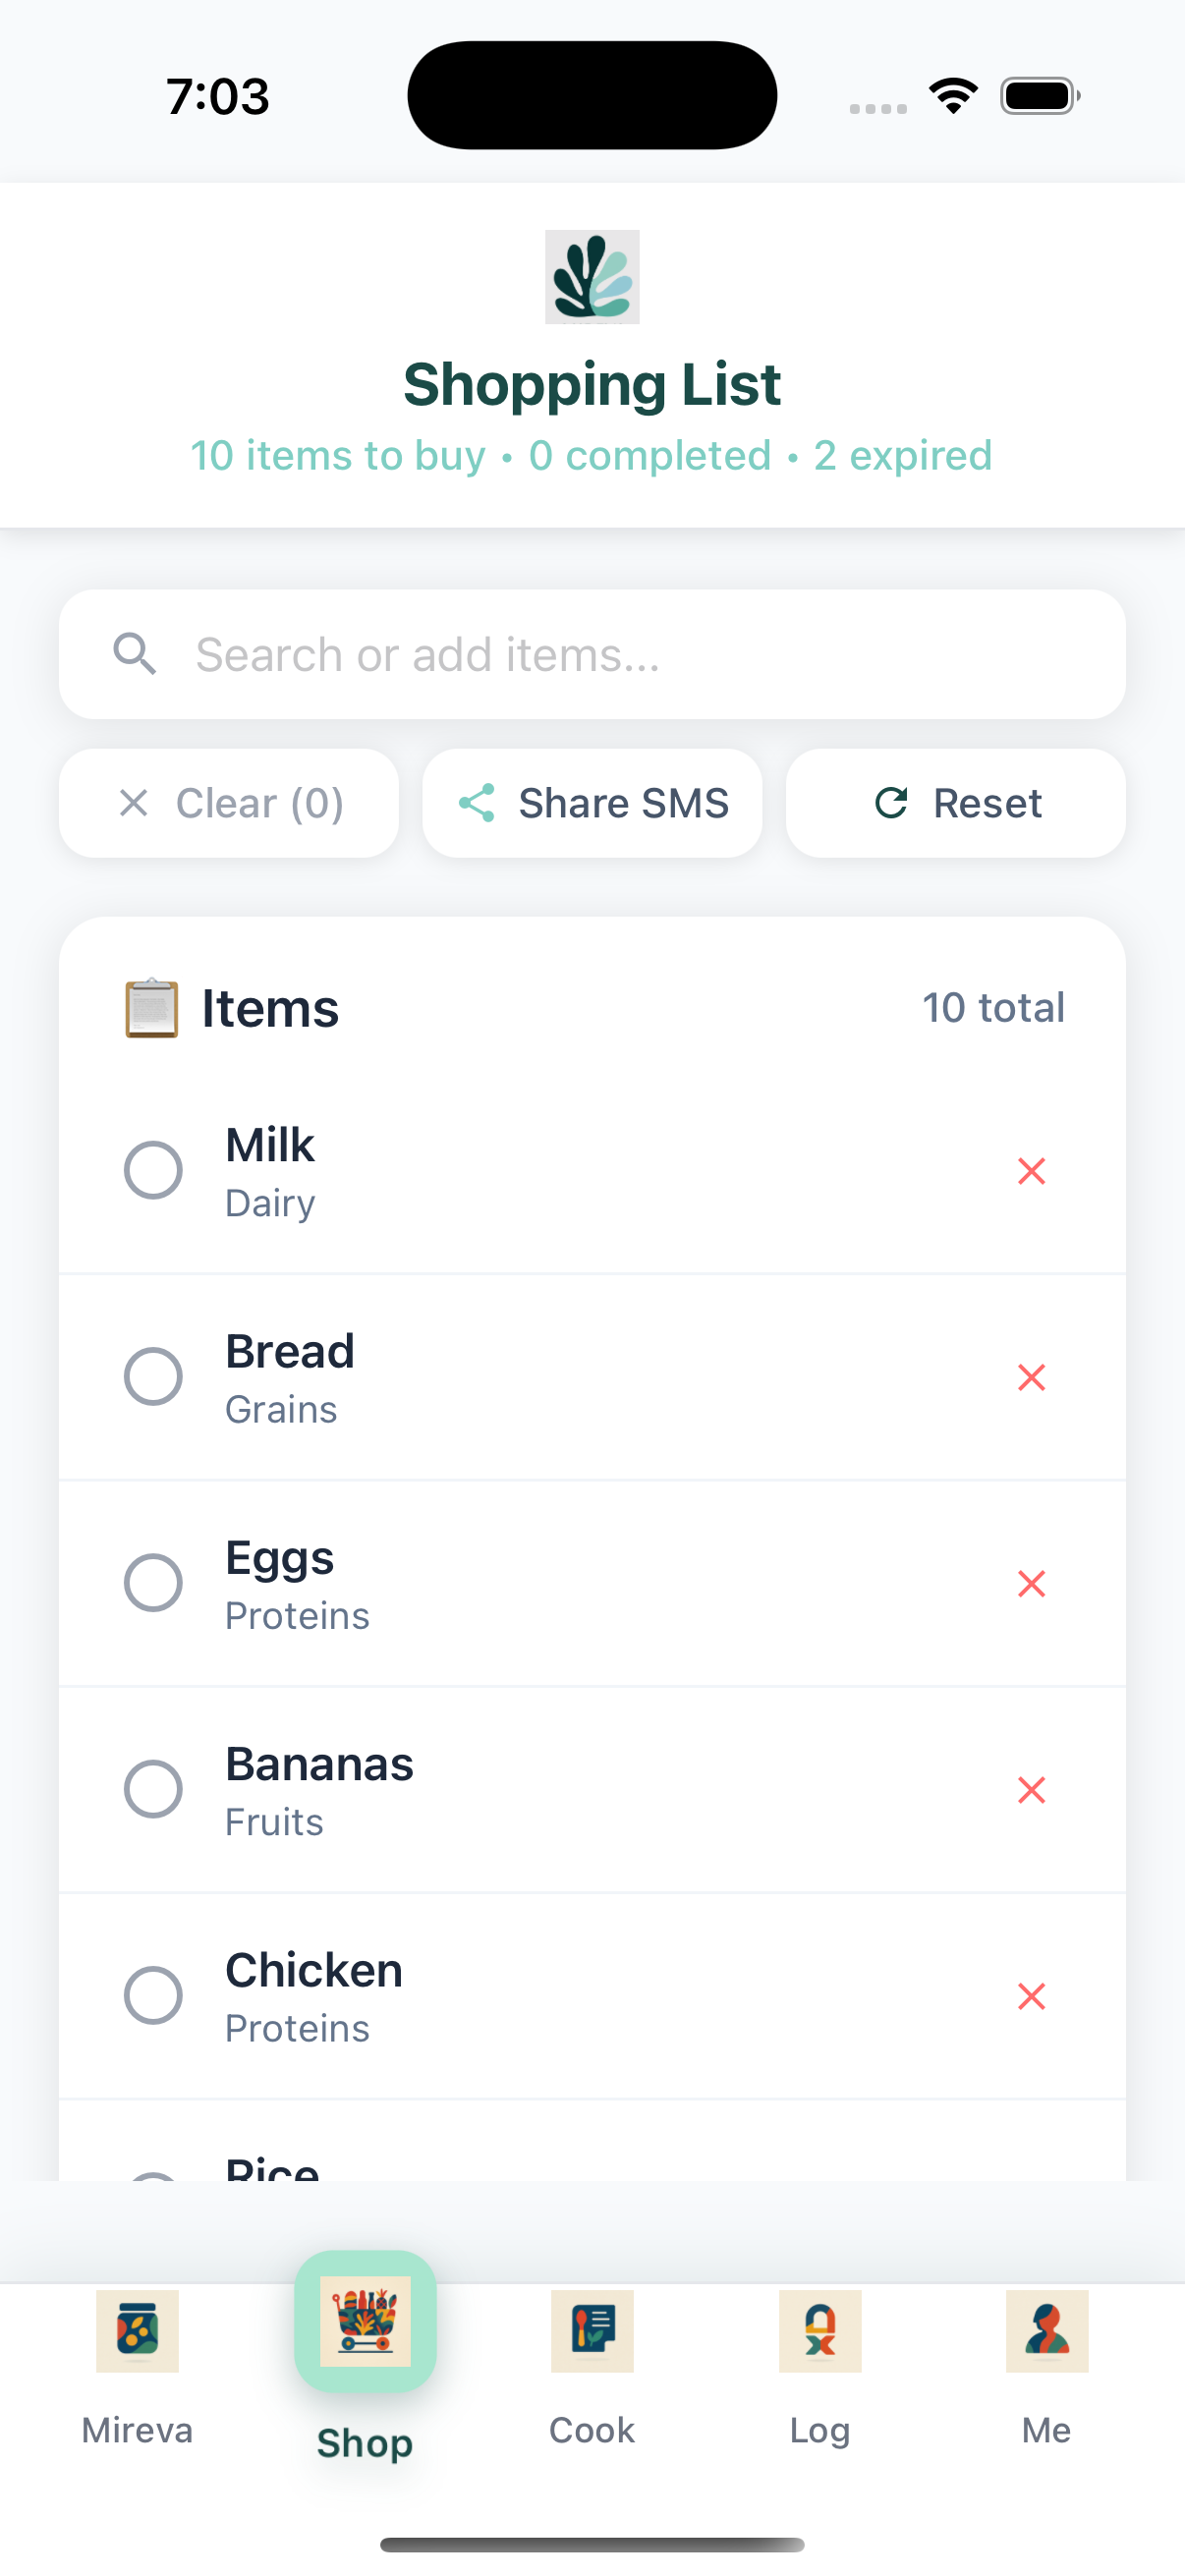 7:03
Shopping List
10 items to buy • 0 completed • 2 expired
Search or add items...
Clear (0)
Share SMS
Reset
Items
10 total
Milk
Dairy
Bread
Grains
Eggs
Proteins
Bananas
Fruits
Chicken
Proteins
Rice
Mireva
Shop
Cook
Log
Me